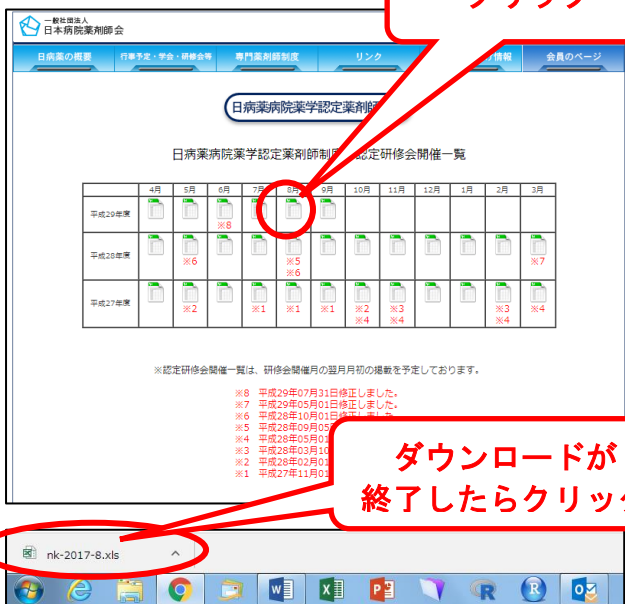 クリック
一般社団法人
日本病院薬剤師会
日病薬の概要 行事予定・学会・研修会等 専門薬剤師制度 リンク 情報 会員のページ
日病薬病院薬学認定薬剤師
日病薬病院薬学認定薬剤師制度 認定研修会開催一覧
4月 5月 6月 7月 8月 9月 10月 11月 12月 1月 2月 3月
平成29年度
※8
平成28年度
※6 ※5 ※7
※6
平成27年度
※2 ※1 ※1 ※1 ※2 ※3 ※3 ※4
※4 ※4 ※4
※認定研修会開催一覧は、研修会開催月の翌月月初の掲載を予定しております。
※8 平成29年07月31日修正しました。
※7 平成29年05月01日修正しました。
※6 平成28年10月01日修正しました。
※5 平成28年09月05
※4 平成28年05月01
※3 平成28年03月10
※2 平成28年02月01
※1 平成27年11月01
ダウンロードが
終了したらクリック
nk-2017-8.xls